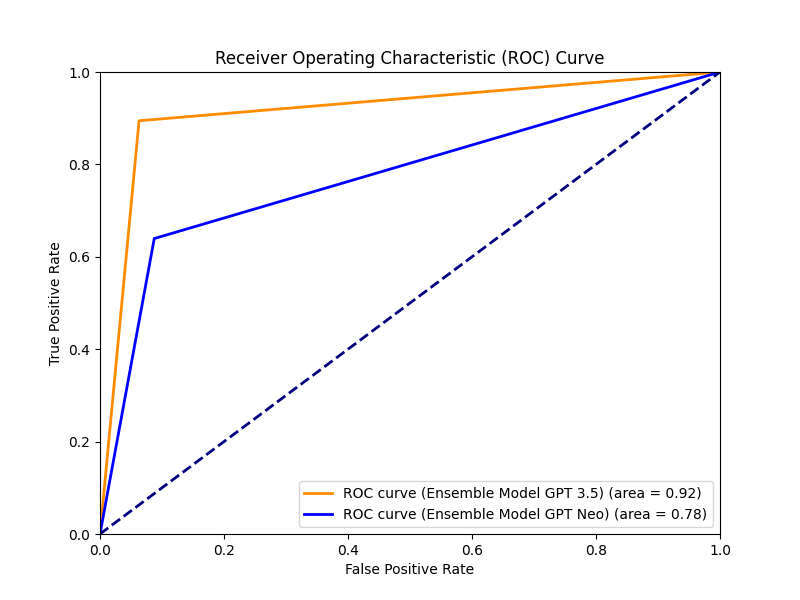 Receiver Operating Characteristic (ROC) Curve
1.0
0.8
0.6
0.4
0.2
0.0
True Positive Rate
ROC curve (Ensemble Model GPT 3.5) (area = 0.92)
ROC curve (Ensemble Model GPT Neo) (area = 0.78)
0.0 0.2 0.4 0.6 0.8 1.0
False Positive Rate